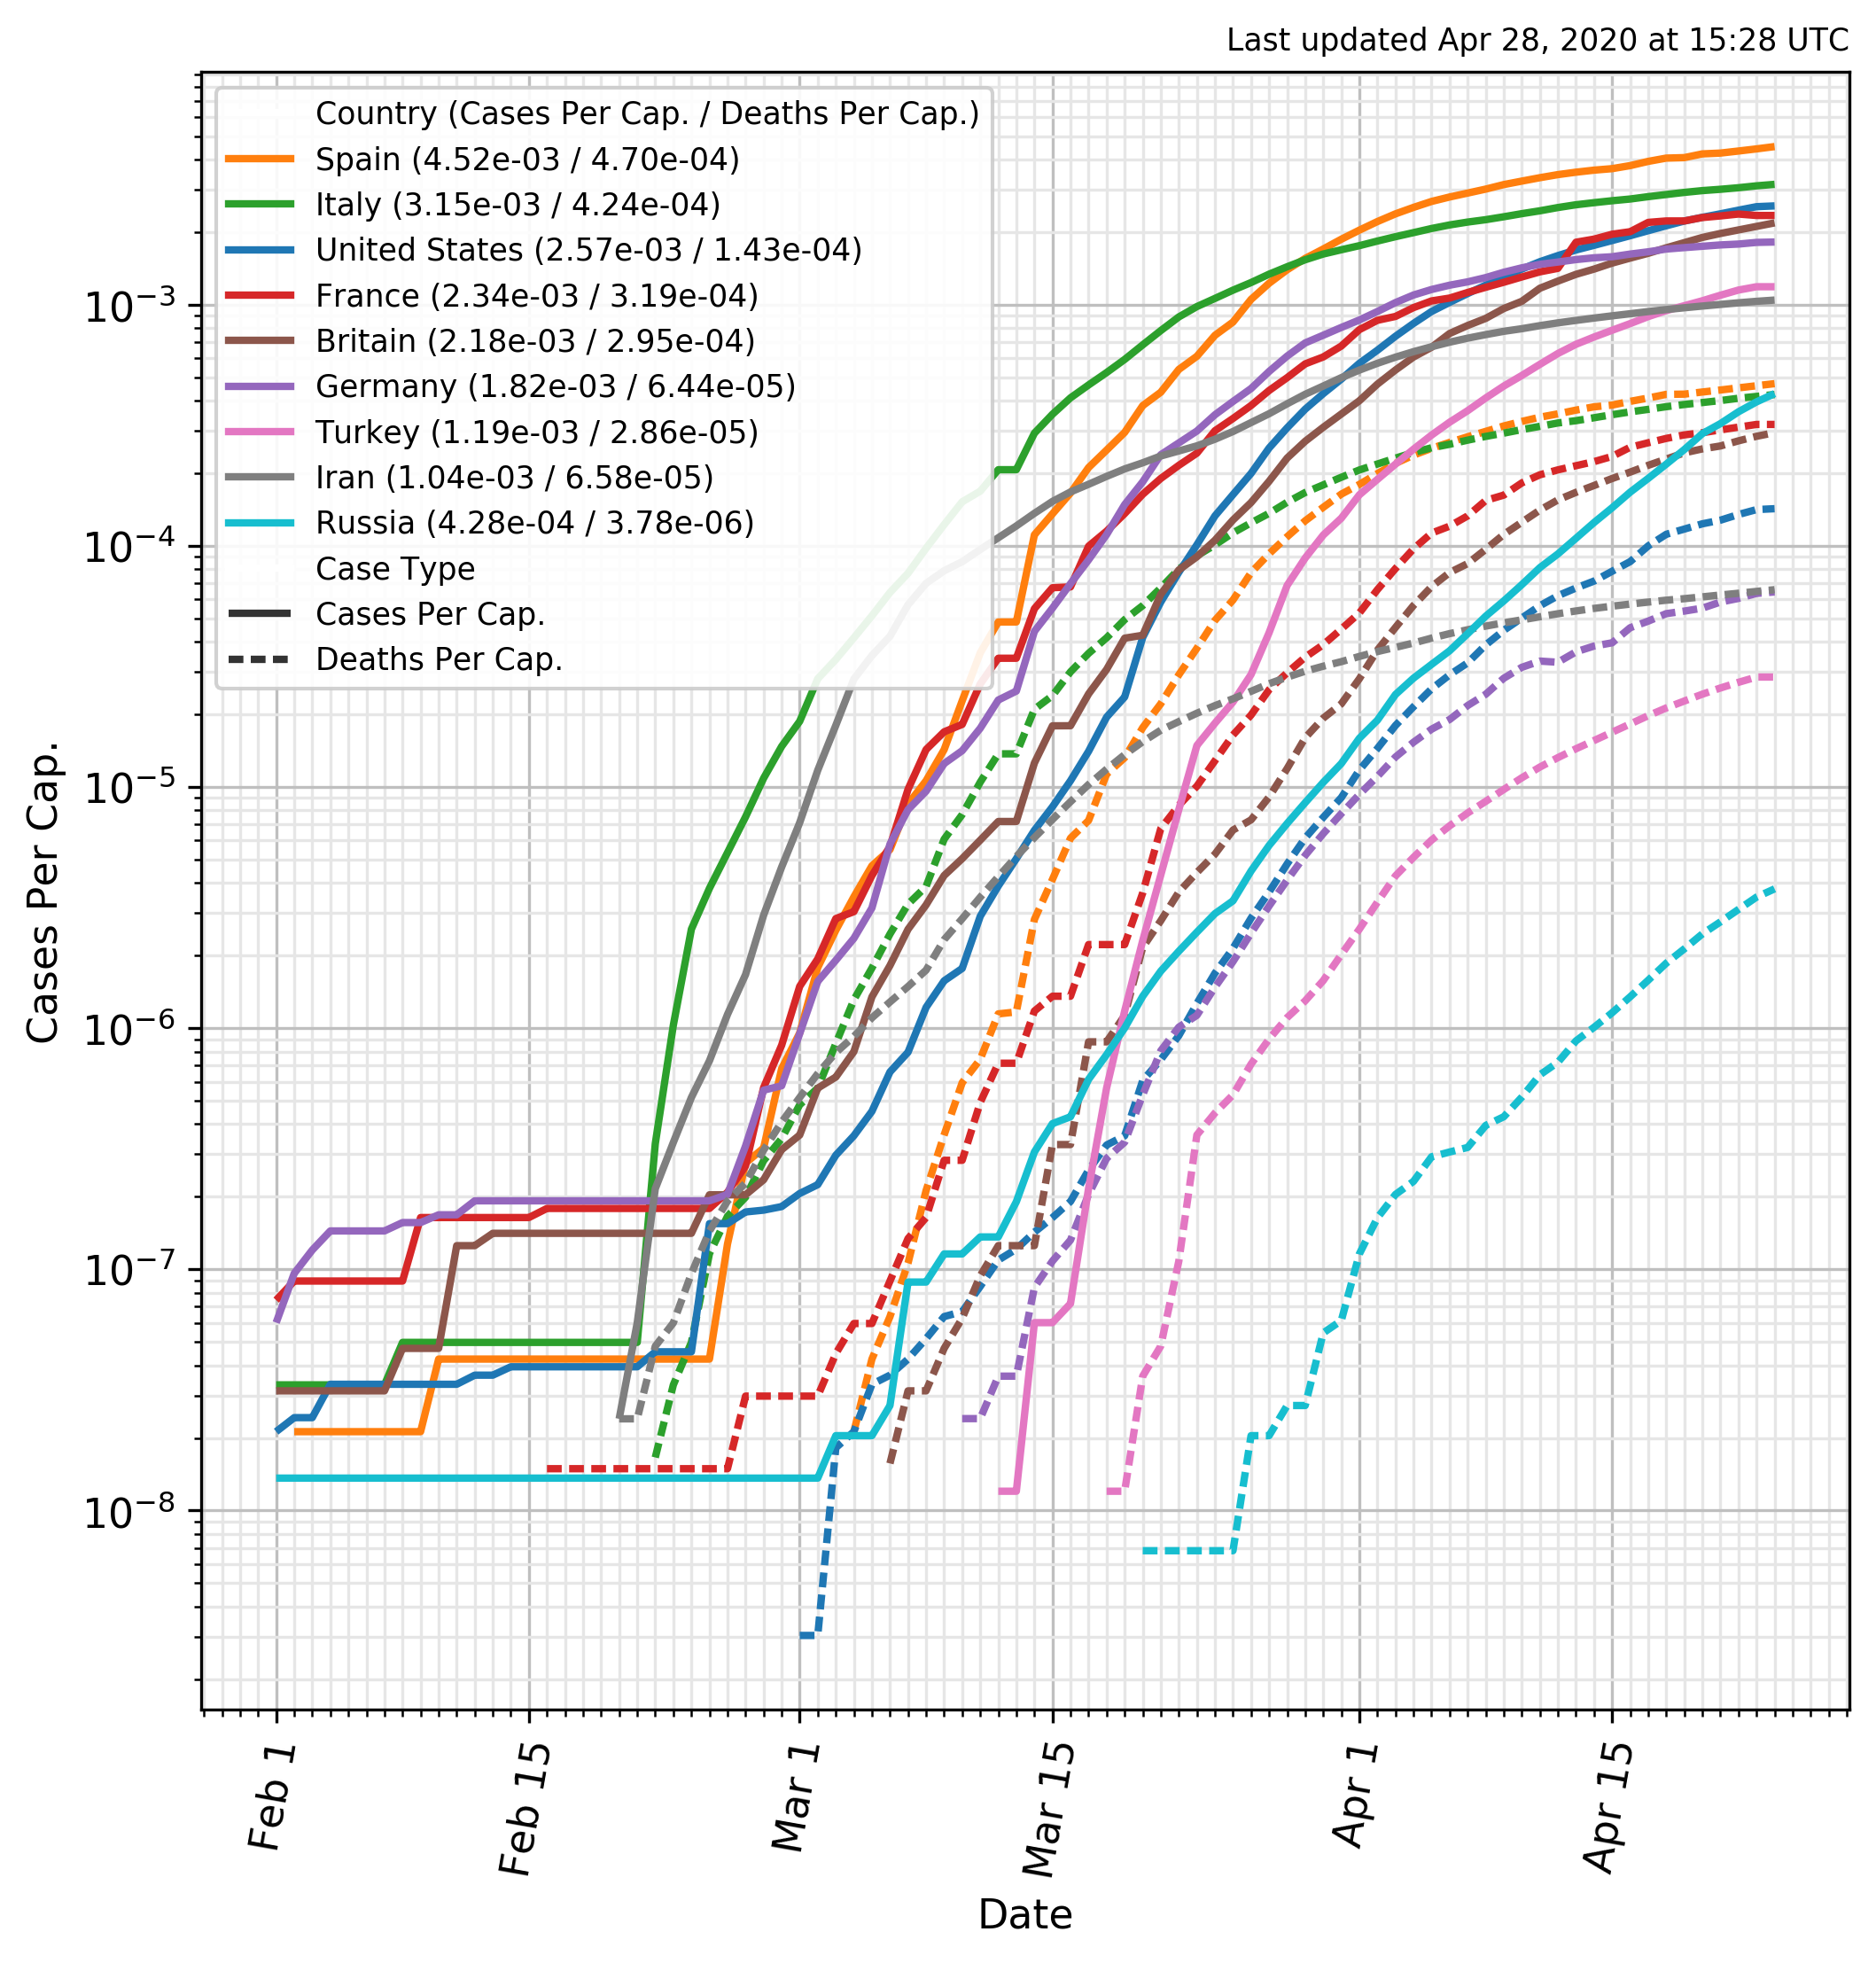 Last updated Apr 28, 2020 at 15:28 UTC
Country (Cases Per Cap. / Deaths Per Cap.)
Spain (4.52e-03 / 4.70e-04)
Italy (3.15e-03 / 4.24e-04)
United States (2.57e-03 / 1.43e-04)
France (2.34e-03 / 3.19e-04)
Britain (2.18e-03 / 2.95e-04)
Germany (1.82e-03 / 6.44e-05)
Turkey (1.19e-03 / 2.86e-05)
Iran (1.04e-03 / 6.58e-05)
Russia (4.28e-04 / 3.78e-06)
Case Type
Cases Per Cap.
Deaths Per Cap.
Cases Per Cap.
10⁻³
10⁻⁴
10⁻⁵
10⁻⁶
10⁻⁷
10⁻⁸
Feb 1
Feb 15
Mar 1
Mar 15
Apr 1
Apr 15
Date